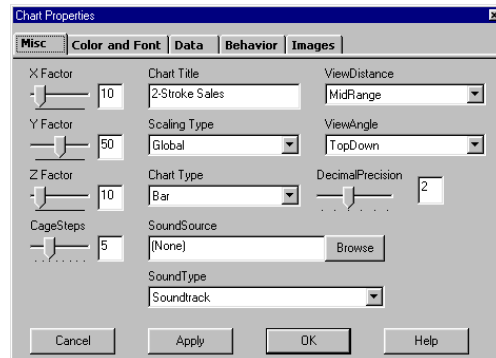 Chart Properties
Misc Color and Font Data Behavior Images
X Factor Chart Title ViewDistance
10 2-Stroke Sales MidRange
Y Factor Scaling Type ViewAngle
50 Global TopDown
Z Factor Chart Type DecimalPrecision
10 Bar 2
CageSteps SoundSource
5 (None) Browse
SoundType
Soundtrack
Cancel Apply OK Help